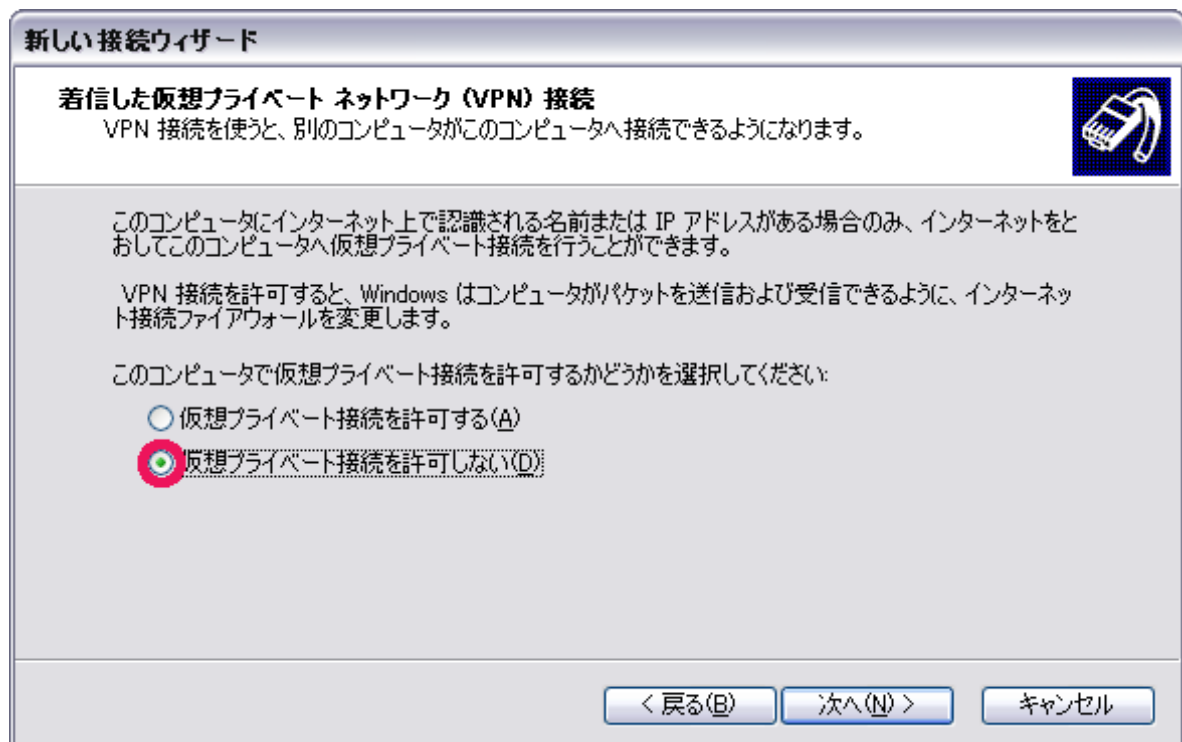 新しい接続ウィザード
着信した仮想プライベート ネットワーク (VPN) 接続
VPN 接続を使うと、別のコンピュータがこのコンピュータへ接続できるようになります。
このコンピュータにインターネット上で認識される名前または IP アドレスがある場合のみ、インターネットをと
おしてこのコンピュータへ仮想プライベート接続を行うことができます。
VPN 接続を許可すると、Windows はコンピュータがパケットを送信および受信できるように、インターネッ
ト接続ファイアウォールを変更します。
このコンピュータで仮想プライベート接続を許可するかどうかを選択してください:
仮想プライベート接続を許可する(A)
仮想プライベート接続を許可しない(D)
< 戻る(B)
次へ(N) >
キャンセル